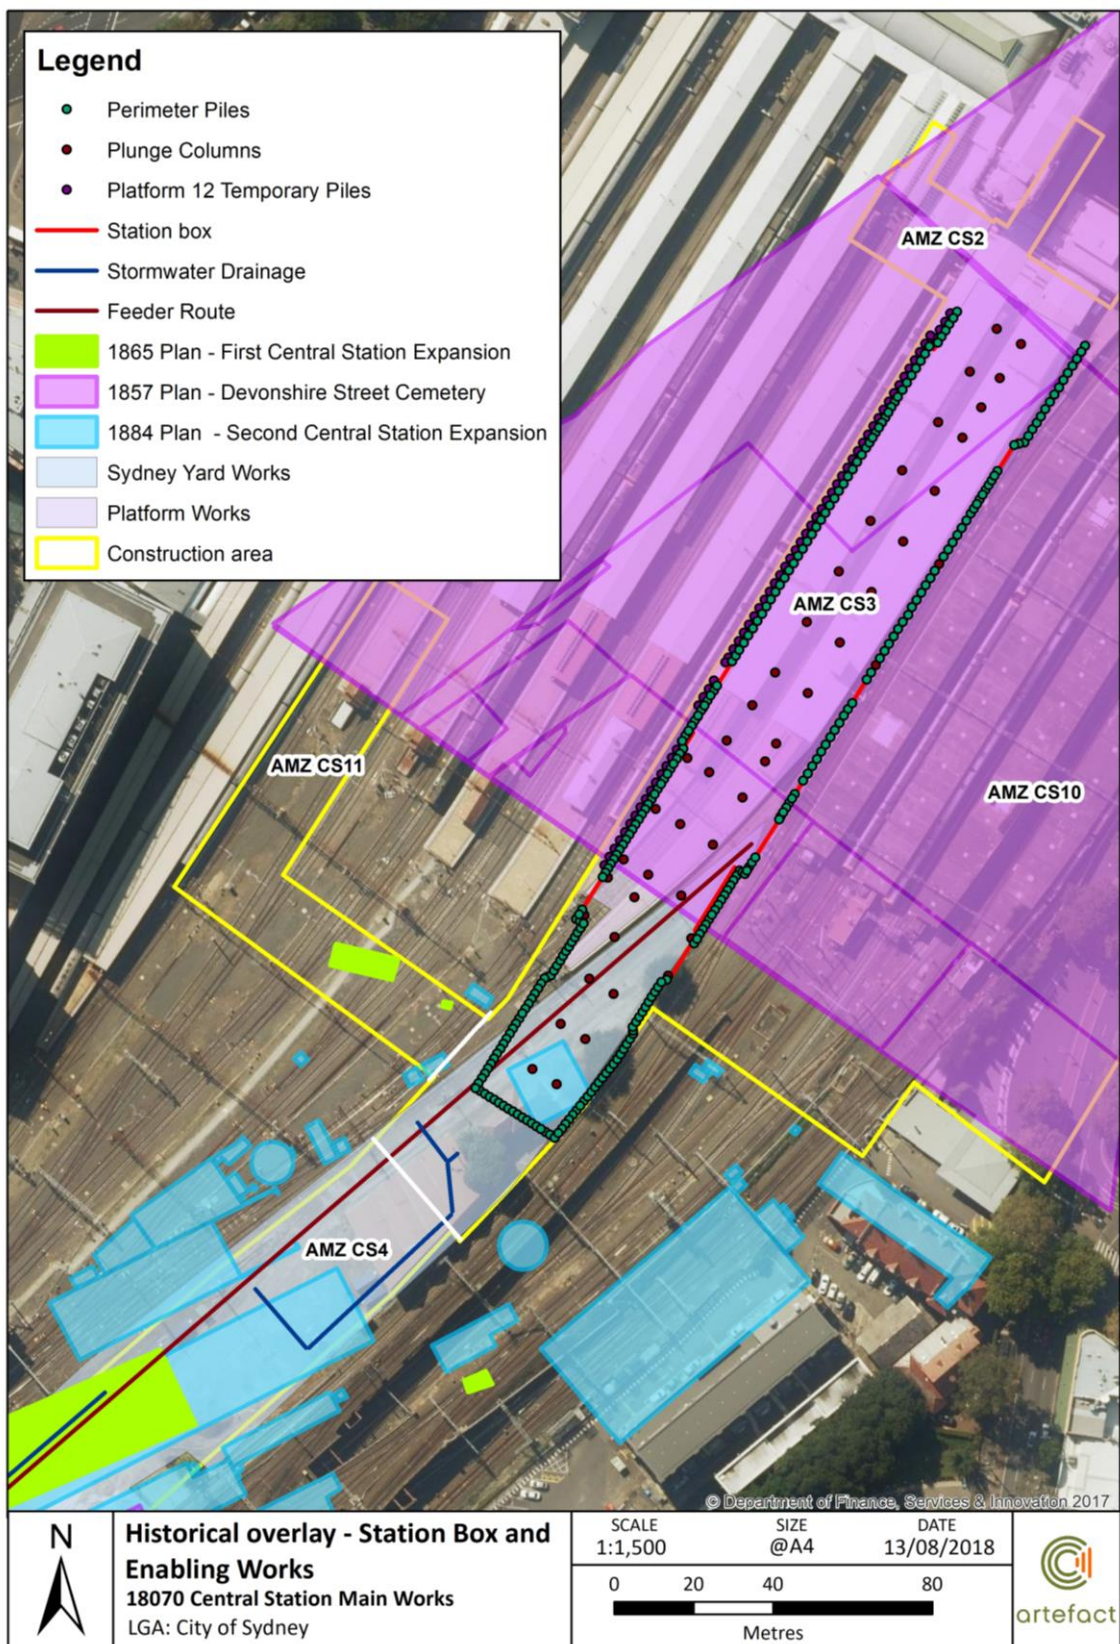 Legend
Perimeter Piles
Plunge Columns
Platform 12 Temporary Piles
Station box
Stormwater Drainage
Feeder Route
1865 Plan - First Central Station Expansion
1857 Plan - Devonshire Street Cemetery
1884 Plan - Second Central Station Expansion
Sydney Yard Works
Platform Works
Construction area
AMZ CS2
AMZ CS3
AMZ CS11
AMZ CS10
AMZ CS4
© Department of Finance, Services & Innovation 2017
N
Historical overlay - Station Box and
Enabling Works
18070 Central Station Main Works
LGA: City of Sydney
SCALE
1:1,500
SIZE
@A4
DATE
13/08/2018
0 20 40 80
Metres
artefact